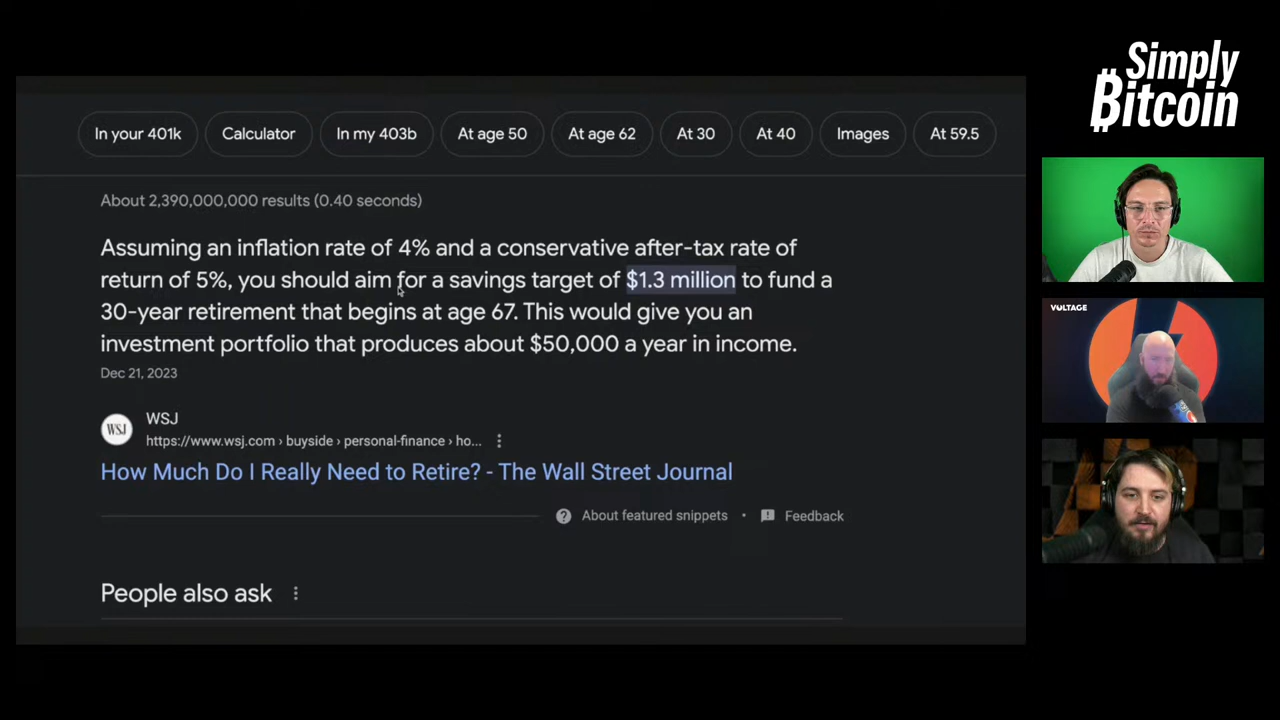 Simply
Bitcoin
In your 401k
Calculator
In my 403b
At age 50
At age 62
At 30
At 40
Images
At 59.5
About 2,390,000,000 results (0.40 seconds)
Assuming an inflation rate of 4% and a conservative after-tax rate of
return of 5%, you should aim for a savings target of $1.3 million to fund a
30-year retirement that begins at age 67. This would give you an
investment portfolio that produces about $50,000 a year in income.
Dec 21, 2023
WSJ
WSJ
https://www.wsj.com › buyside › personal-finance › ho...
How Much Do I Really Need to Retire? - The Wall Street Journal
About featured snippets
Feedback
People also ask
VOLTAGE